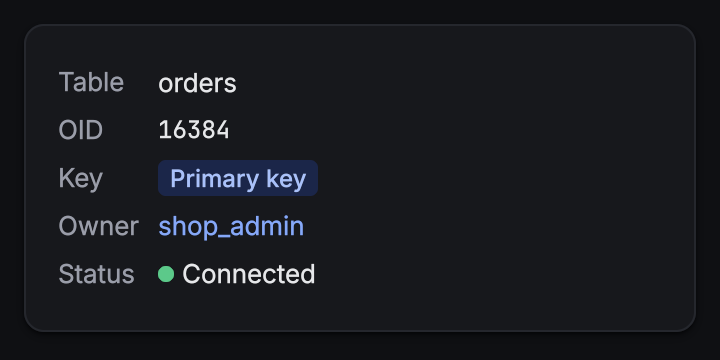 Table orders
OID 16384
Key Primary key
Owner shop_admin
Status Connected